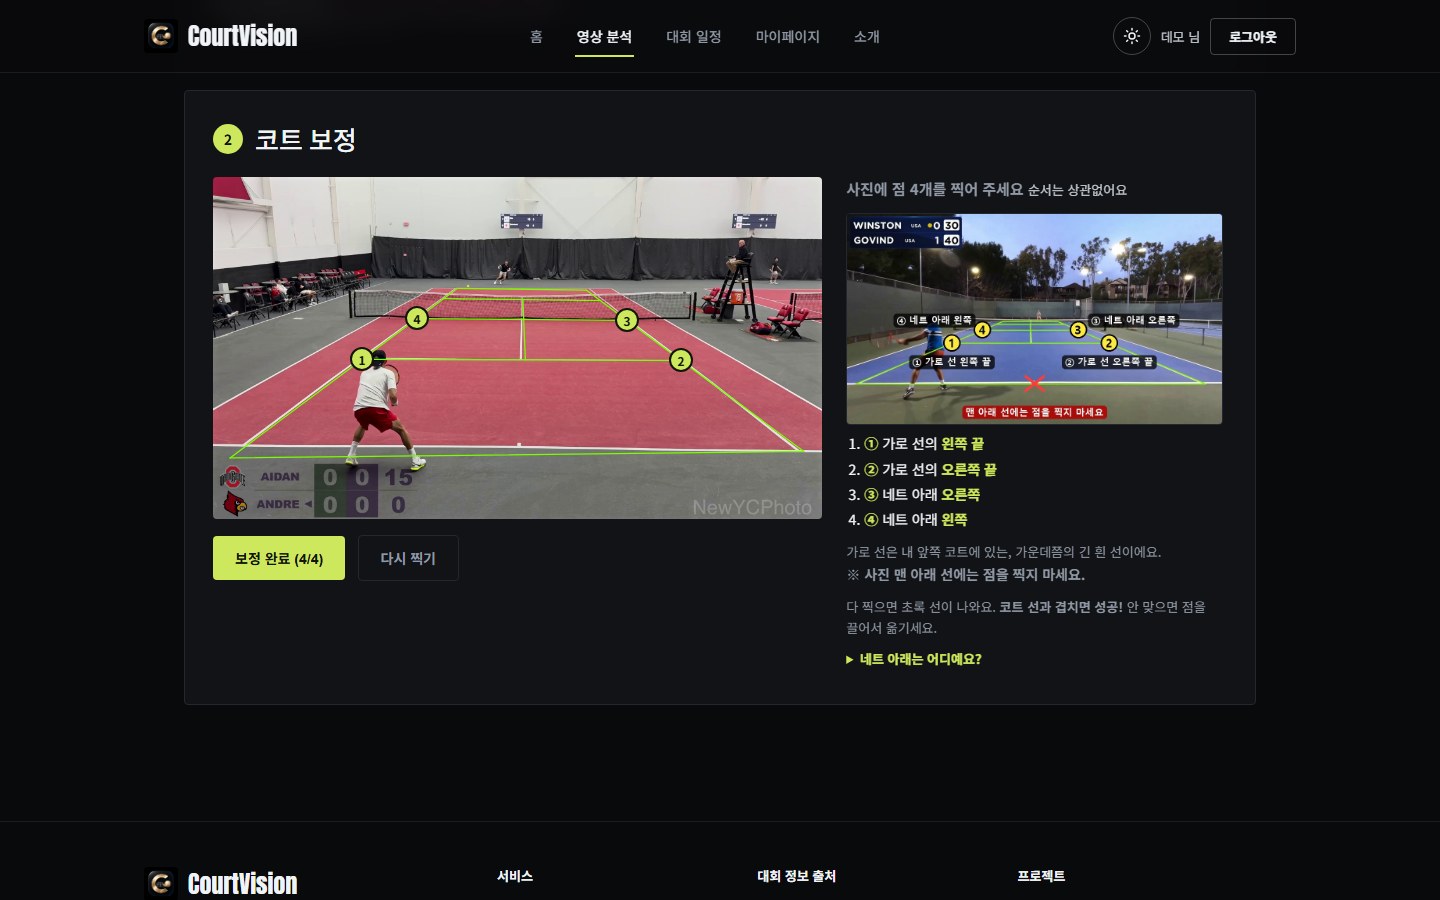 CourtVision
홈
영상 분석
대회 일정
마이페이지
소개
데모 님
로그아웃
2
코트 보정
4
3
1
2
AIDAN 0 0 15
ANDRE ◀ 0 0 0
NewYCPhoto
보정 완료 (4/4)
다시 찍기
사진에 점 4개를 찍어 주세요 순서는 상관없어요
WINSTON USA 0 30
GOVIND USA 1 40
④ 네트 아래 왼쪽
③ 네트 아래 오른쪽
4
3
1
2
① 가로 선 왼쪽 끝
② 가로 선 오른쪽 끝
맨 아래 선에는 점을 찍지 마세요
1. ① 가로 선의 왼쪽 끝
2. ② 가로 선의 오른쪽 끝
3. ③ 네트 아래 오른쪽
4. ④ 네트 아래 왼쪽
가로 선은 내 앞쪽 코트에 있는, 가운데쯤의 긴 흰 선이에요.
※ 사진 맨 아래 선에는 점을 찍지 마세요.
다 찍으면 초록 선이 나와요. 코트 선과 겹치면 성공! 안 맞으면 점을
끌어서 옮기세요.
▶ 네트 아래는 어디예요?
CourtVision
서비스
대회 정보 출처
프로젝트